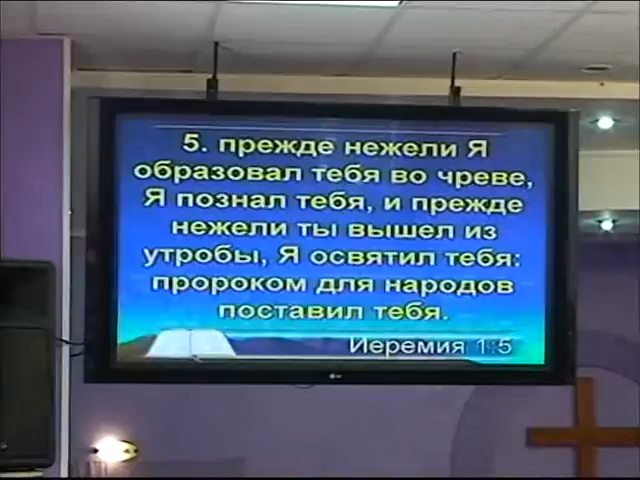 5. прежде нежели Я
образовал тебя во чреве,
Я познал тебя, и прежде
нежели ты вышел из
утробы, Я освятил тебя:
пророком для народов
поставил тебя.
Иеремия 1:5